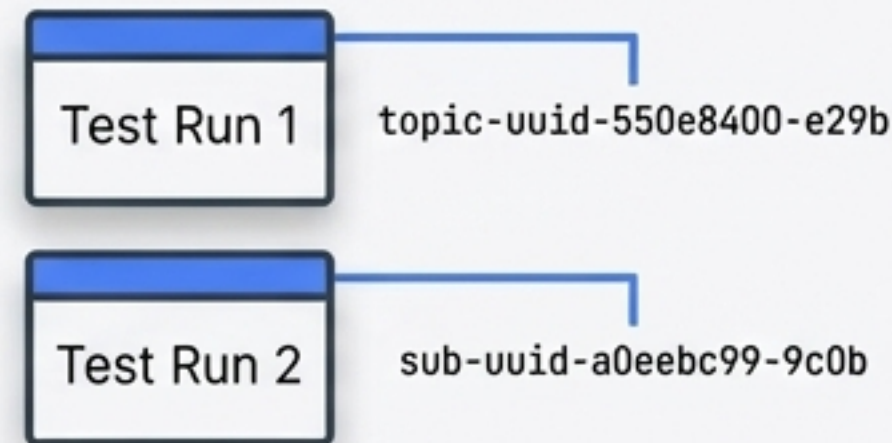 Test Run 1
topic-uuid-550e8400-e29b
Test Run 2
sub-uuid-a0eebc99-9c0b